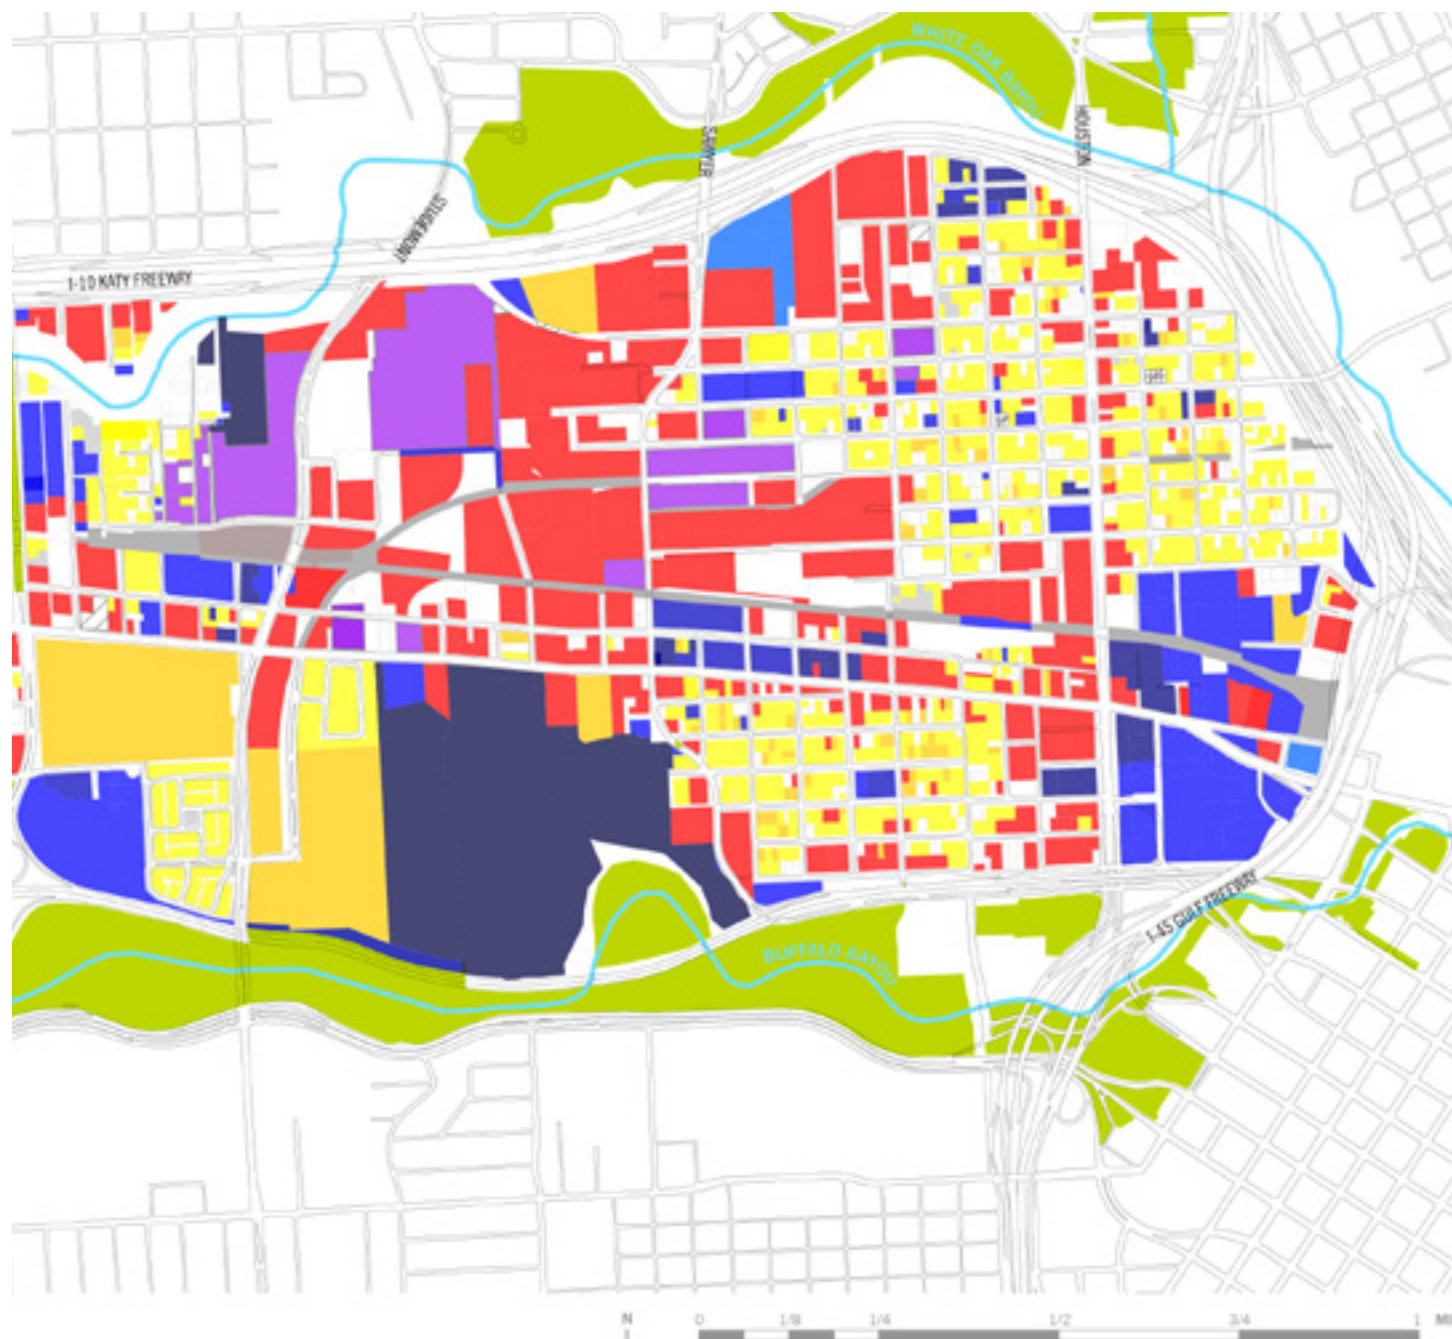 WHITE OAK BAYOU
HOUSTON
SAWYER
STUDEMONT
I-10 KATY FREEWAY
I-45 GULF FREEWAY
BUFFALO BAYOU
N 0 1/8 1/4 1/2 3/4 1 MI